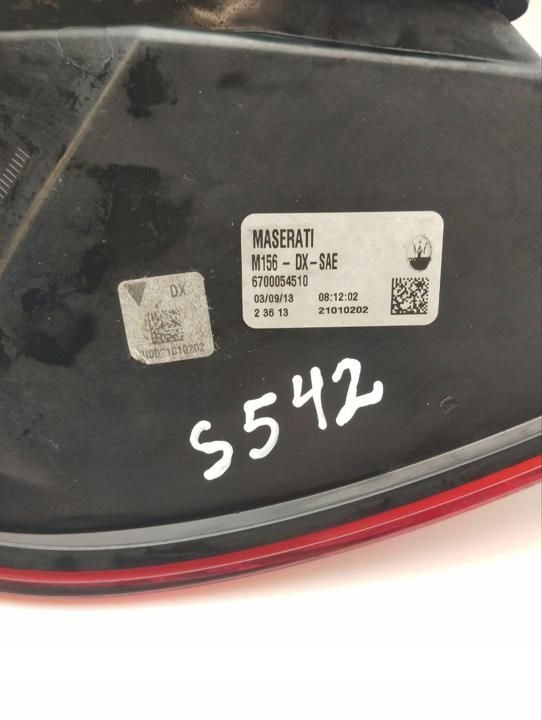 MASERATI
M156 - DX-SAE
6700054510
03/09/13 08:12:02
2 36 13 21010202
DX
S542